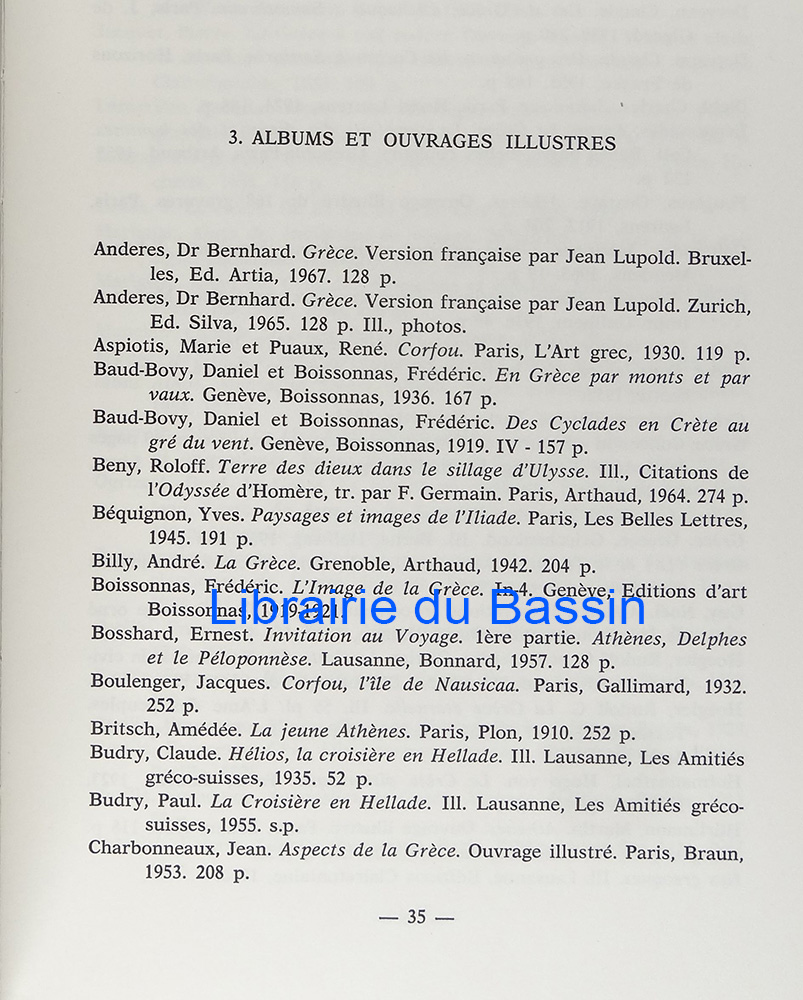 3. ALBUMS ET OUVRAGES ILLUSTRES
Anderes, Dr Bernhard. Grèce. Version française par Jean Lupold. Bruxel-
les, Ed. Artia, 1967. 128 p.
Anderes, Dr Bernhard. Grèce. Version française par Jean Lupold. Zurich,
Ed. Silva, 1965. 128 p. Ill., photos.
Aspiotis, Marie et Puaux, René. Corfou. Paris, L'Art grec, 1930. 119 p.
Baud-Bovy, Daniel et Boissonnas, Frédéric. En Grèce par monts et par
vaux. Genève, Boissonnas, 1936. 167 p.
Baud-Bovy, Daniel et Boissonnas, Frédéric. Des Cyclades en Crète au
gré du vent. Genève, Boissonnas, 1919. IV - 157 p.
Beny, Roloff. Terre des dieux dans le sillage d'Ulysse. Ill., Citations de
l'Odyssée d'Homère, tr. par F. Germain. Paris, Arthaud, 1964. 274 p.
Béquignon, Yves. Paysages et images de l'Iliade. Paris, Les Belles Lettres,
1945. 191 p.
Billy, André. La Grèce. Grenoble, Arthaud, 1942. 204 p.
Boissonnas, Frédéric. L'Image de la Grèce. In-4. Genève, Editions d'art
Boissonnas, 1919-1921.
Librairie du Bassin
Bosshard, Ernest. Invitation au Voyage. 1ère partie. Athènes, Delphes
et le Péloponnèse. Lausanne, Bonnard, 1957. 128 p.
Boulenger, Jacques. Corfou, l'île de Nausicaa. Paris, Gallimard, 1932.
252 p.
Britsch, Amédée. La jeune Athènes. Paris, Plon, 1910. 252 p.
Budry, Claude. Hélios, la croisière en Hellade. Ill. Lausanne, Les Amitiés
gréco-suisses, 1935. 52 p.
Budry, Paul. La Croisière en Hellade. Ill. Lausanne, Les Amitiés gréco-
suisses, 1955. s.p.
Charbonneaux, Jean. Aspects de la Grèce. Ouvrage illustré. Paris, Braun,
1953. 208 p.
— 35 —